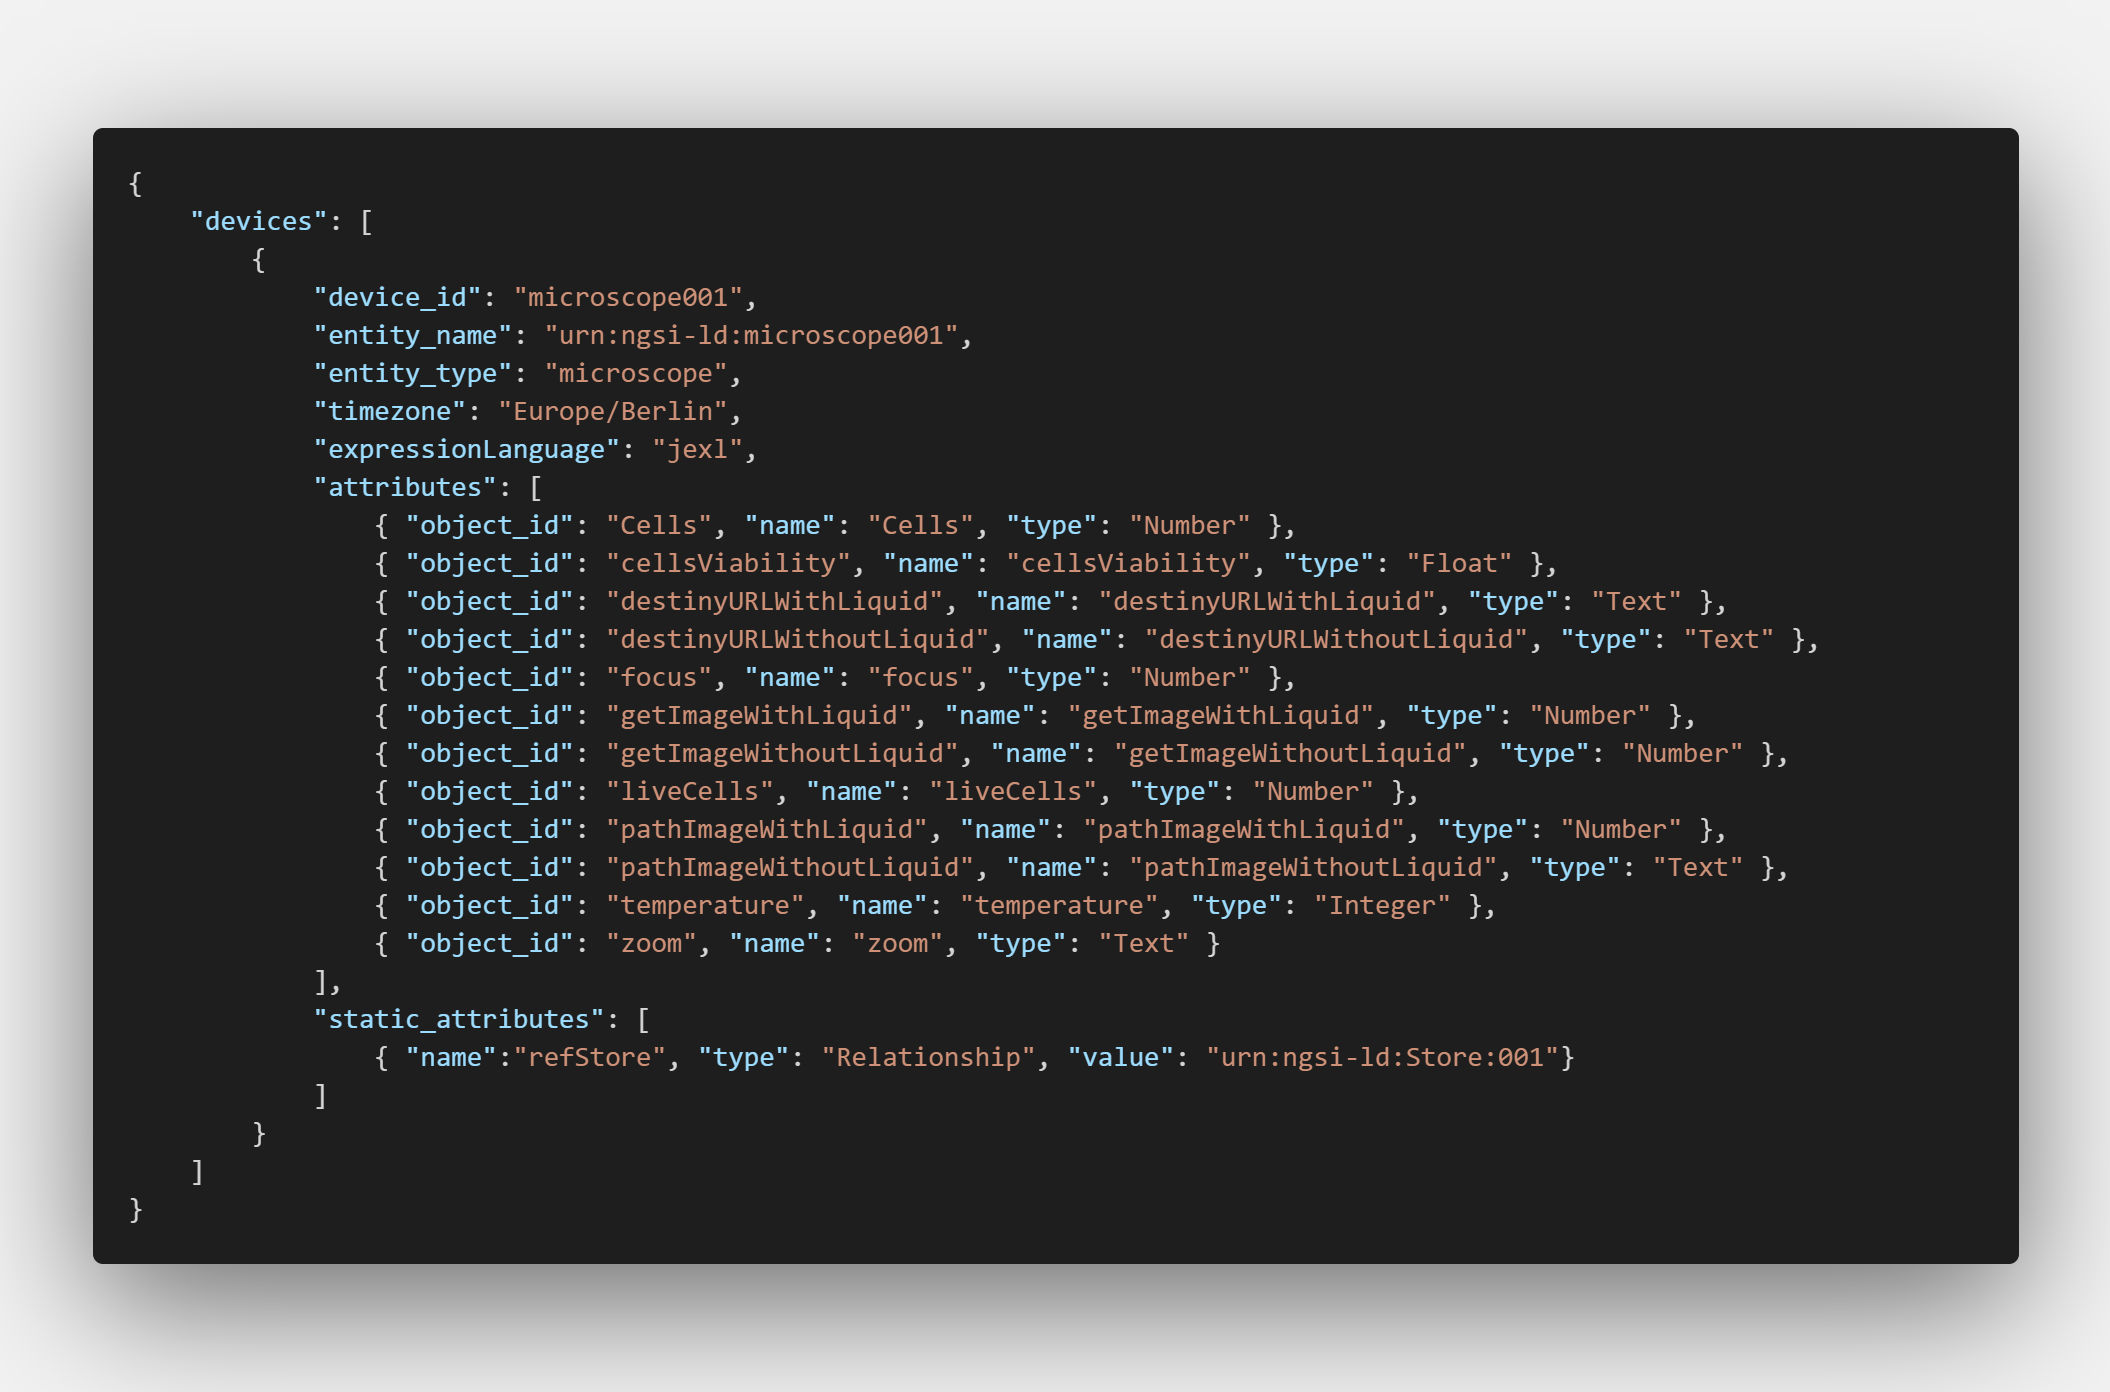 {
    "devices": [
        {
            "device_id": "microscope001",
            "entity_name": "urn:ngsi-ld:microscope001",
            "entity_type": "microscope",
            "timezone": "Europe/Berlin",
            "expressionLanguage": "jexl",
            "attributes": [
                { "object_id": "Cells", "name": "Cells", "type": "Number" },
                { "object_id": "cellsViability", "name": "cellsViability", "type": "Float" },
                { "object_id": "destinyURLWithLiquid", "name": "destinyURLWithLiquid", "type": "Text" },
                { "object_id": "destinyURLWithoutLiquid", "name": "destinyURLWithoutLiquid", "type": "Text" },
                { "object_id": "focus", "name": "focus", "type": "Number" },
                { "object_id": "getImageWithLiquid", "name": "getImageWithLiquid", "type": "Number" },
                { "object_id": "getImageWithoutLiquid", "name": "getImageWithoutLiquid", "type": "Number" },
                { "object_id": "liveCells", "name": "liveCells", "type": "Number" },
                { "object_id": "pathImageWithLiquid", "name": "pathImageWithLiquid", "type": "Number" },
                { "object_id": "pathImageWithoutLiquid", "name": "pathImageWithoutLiquid", "type": "Text" },
                { "object_id": "temperature", "name": "temperature", "type": "Integer" },
                { "object_id": "zoom", "name": "zoom", "type": "Text" }
            ],
            "static_attributes": [
                { "name":"refStore", "type": "Relationship", "value": "urn:ngsi-ld:Store:001"}
            ]
        }
    ]
}